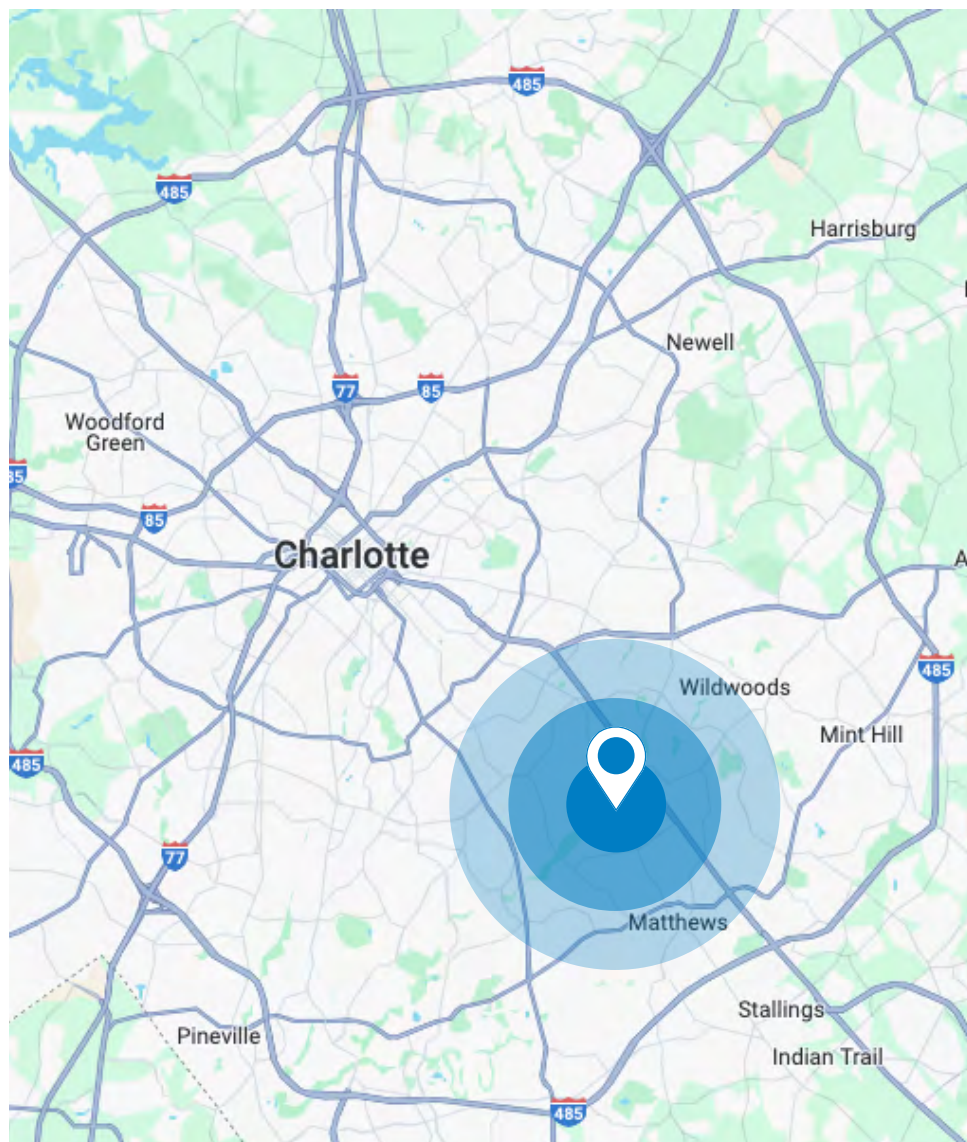 485
485
Harrisburg
Newell
77
85
Woodford
Green
85
Charlotte
485
Wildwoods
Mint Hill
485
77
Matthews
Stallings
Pineville
Indian Trail
485